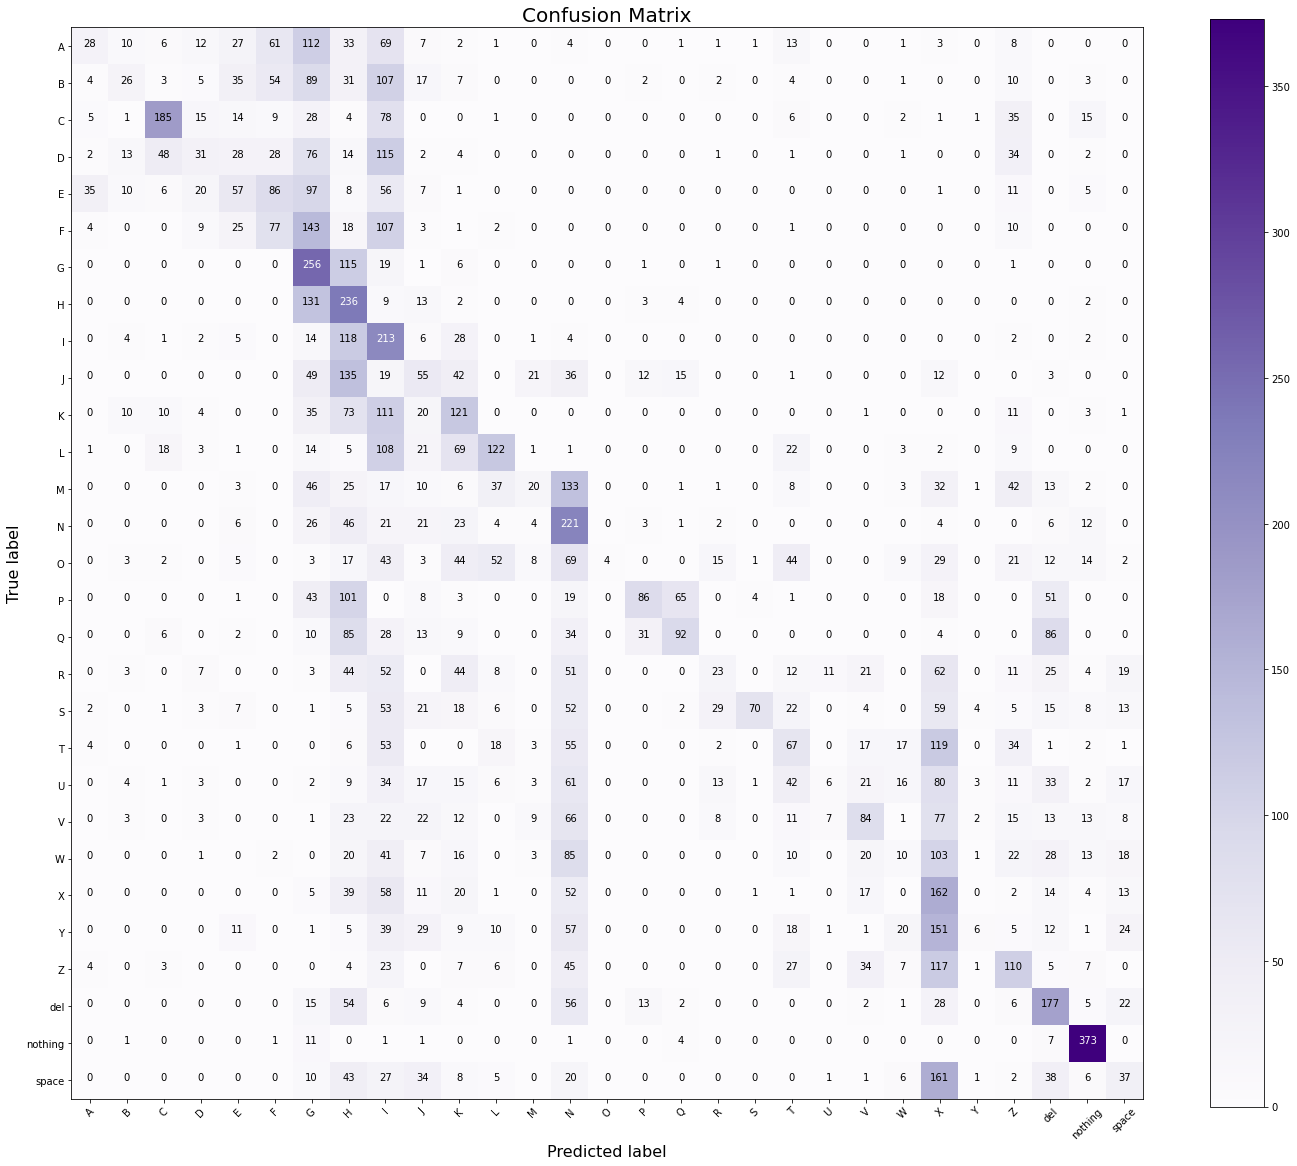 Confusion Matrix
A 28 10 6 12 27 61 112 33 69 7 2 1 0 4 0 0 1 1 1 13 0 0 1 3 0 8 0 0 0
B 4 26 3 5 35 54 89 31 107 17 7 0 0 0 0 2 0 2 0 4 0 0 1 0 0 10 0 3 0
C 5 1 185 15 14 9 28 4 78 0 0 1 0 0 0 0 0 0 0 6 0 0 2 1 1 35 0 15 0
D 2 13 48 31 28 28 76 14 115 2 4 0 0 0 0 0 0 1 0 1 0 0 1 0 0 34 0 2 0
E 35 10 6 20 57 86 97 8 56 7 1 0 0 0 0 0 0 0 0 0 0 0 0 1 0 11 0 5 0
F 4 0 0 9 25 77 143 18 107 3 1 2 0 0 0 0 0 0 0 1 0 0 0 0 0 10 0 0 0
G 0 0 0 0 0 0 256 115 19 1 6 0 0 0 0 1 0 1 0 0 0 0 0 0 0 1 0 0 0
H 0 0 0 0 0 0 131 236 9 13 2 0 0 0 0 3 4 0 0 0 0 0 0 0 0 0 0 2 0
I 0 4 1 2 5 0 14 118 213 6 28 0 1 4 0 0 0 0 0 0 0 0 0 0 0 2 0 2 0
J 0 0 0 0 0 0 49 135 19 55 42 0 21 36 0 12 15 0 0 1 0 0 0 12 0 0 3 0 0
K 0 10 10 4 0 0 35 73 111 20 121 0 0 0 0 0 0 0 0 0 0 1 0 0 0 11 0 3 1
L 1 0 18 3 1 0 14 5 108 21 69 122 1 1 0 0 0 0 0 22 0 0 3 2 0 9 0 0 0
M 0 0 0 0 3 0 46 25 17 10 6 37 20 133 0 0 1 1 0 8 0 0 3 32 1 42 13 2 0
N 0 0 0 0 6 0 26 46 21 21 23 4 4 221 0 3 1 2 0 0 0 0 0 4 0 0 6 12 0
O 0 3 2 0 5 0 3 17 43 3 44 52 8 69 4 0 0 15 1 44 0 0 9 29 0 21 12 14 2
P 0 0 0 0 1 0 43 101 0 8 3 0 0 19 0 86 65 0 4 1 0 0 0 18 0 0 51 0 0
Q 0 0 6 0 2 0 10 85 28 13 9 0 0 34 0 31 92 0 0 0 0 0 0 4 0 0 86 0 0
R 0 3 0 7 0 0 3 44 52 0 44 8 0 51 0 0 0 23 0 12 11 21 0 62 0 11 25 4 19
S 2 0 1 3 7 0 1 5 53 21 18 6 0 52 0 0 2 29 70 22 0 4 0 59 4 5 15 8 13
T 4 0 0 0 1 0 0 6 53 0 0 18 3 55 0 0 0 2 0 67 0 17 17 119 0 34 1 2 1
U 0 4 1 3 0 0 2 9 34 17 15 6 3 61 0 0 0 13 1 42 6 21 16 80 3 11 33 2 17
V 0 3 0 3 0 0 1 23 22 22 12 0 9 66 0 0 0 8 0 11 7 84 1 77 2 15 13 13 8
W 0 0 0 1 0 2 0 20 41 7 16 0 3 85 0 0 0 0 0 10 0 20 10 103 1 22 28 13 18
X 0 0 0 0 0 0 5 39 58 11 20 1 0 52 0 0 0 0 1 1 0 17 0 162 0 2 14 4 13
Y 0 0 0 0 11 0 1 5 39 29 9 10 0 57 0 0 0 0 0 18 1 1 20 151 6 5 12 1 24
Z 4 0 3 0 0 0 0 4 23 0 7 6 0 45 0 0 0 0 0 27 0 34 7 117 1 110 5 7 0
del 0 0 0 0 0 0 15 54 6 9 4 0 0 56 0 13 2 0 0 0 0 2 1 28 0 6 177 5 22
nothing 0 1 0 0 0 1 11 0 1 1 0 0 0 1 0 0 4 0 0 0 0 0 0 0 0 0 7 373 0
space 0 0 0 0 0 0 10 43 27 34 8 5 0 20 0 0 0 0 0 0 1 1 6 161 1 2 38 6 37
A B C D E F G H I J K L M N O P Q R S T U V W X Y Z del nothing space
Predicted label
True label
350
300
250
200
150
100
50
0